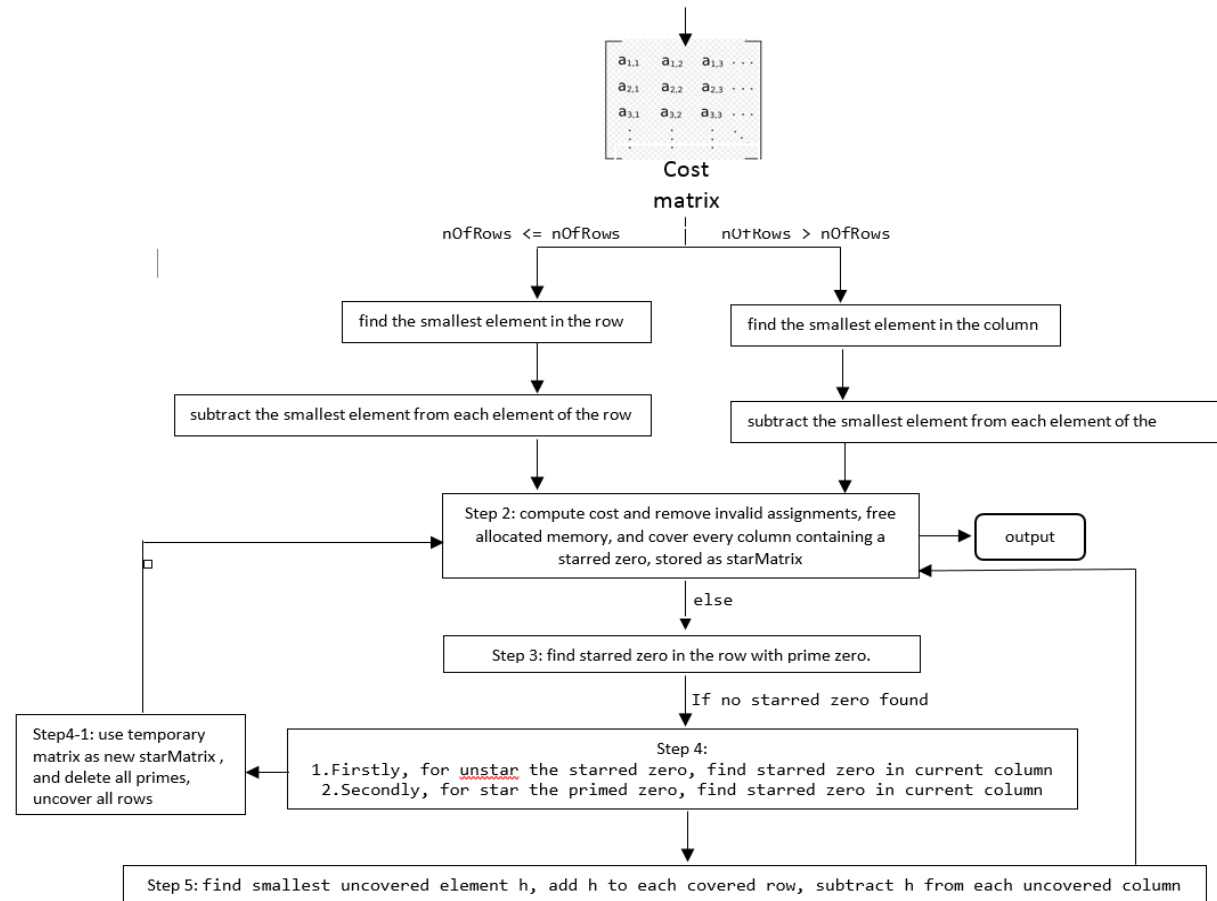 a1,1 a1,2 a1,3 ...
a2,1 a2,2 a2,3 ...
a3,1 a3,2 a3,3 ...
Cost
matrix
nOfRows <= nOfRows
nOfRows > nOfRows
find the smallest element in the row
find the smallest element in the column
subtract the smallest element from each element of the row
subtract the smallest element from each element of the
Step 2: compute cost and remove invalid assignments, free
allocated memory, and cover every column containing a
starred zero, stored as starMatrix
output
else
Step 3: find starred zero in the row with prime zero.
If no starred zero found
Step4-1: use temporary
matrix as new starMatrix ,
and delete all primes,
uncover all rows
Step 4:
1.Firstly, for unstar the starred zero, find starred zero in current column
2.Secondly, for star the primed zero, find starred zero in current column
Step 5: find smallest uncovered element h, add h to each covered row, subtract h from each uncovered column